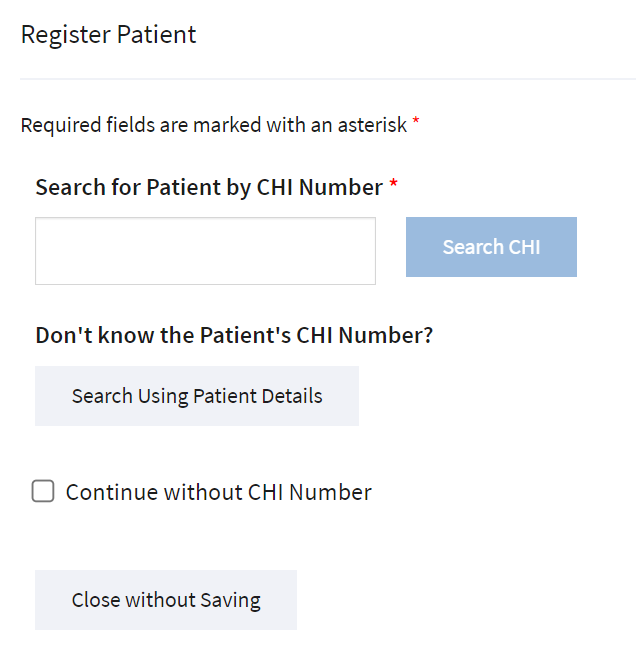 Register Patient
Required fields are marked with an asterisk *
Search for Patient by CHI Number *
Search CHI
Don't know the Patient's CHI Number?
Search Using Patient Details
Continue without CHI Number
Close without Saving